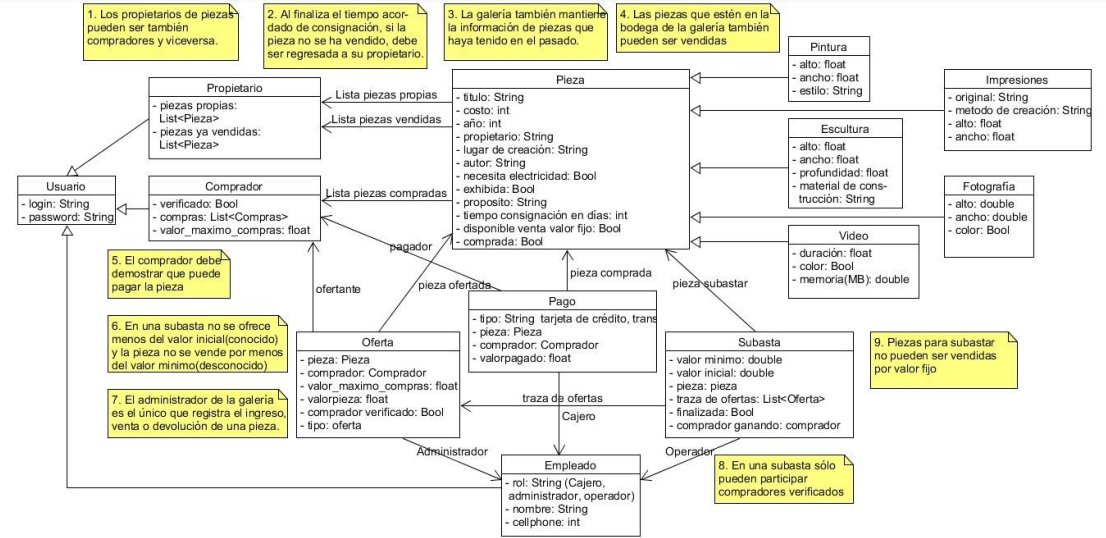 1. Los propietarios de piezas
pueden ser también
compradores y viceversa.
2. Al finaliza el tiempo acor-
dado de consignación, si la
pieza no se ha vendido, debe
ser regresada a su propietario.
3. La galería también mantiene
la información de piezas que
haya tenido en el pasado.
4. Las piezas que estén en la
bodega de la galería también
pueden ser vendidas
Pintura
- alto: float
- ancho: float
- estilo: String
Propietario
- piezas propias:
List<Pieza>
- piezas ya vendidas:
List<Pieza>
Lista piezas propias
Lista piezas vendidas
Pieza
- titulo: String
- costo: int
- año: int
- propietario: String
- lugar de creación: String
- autor: String
- necesita electricidad: Bool
- exhibida: Bool
- proposito: String
- tiempo consignación en días: int
- disponible venta valor fijo: Bool
- comprada: Bool
Impresiones
- original: String
- metodo de creación: String
- alto: float
- ancho: float
Escultura
- alto: float
- ancho: float
- profundidad: float
- material de cons-
trucción: String
Usuario
- login: String
- password: String
Comprador
- verificado: Bool
- compras: List<Compras>
- valor_maximo_compras: float
Lista piezas compradas
Fotografía
- alto: double
- ancho: double
- color: Bool
Video
- duración: float
- color: Bool
- memoria(MB): double
5. El comprador debe
demostrar que puede
pagar la pieza
pagador
ofertante
pieza ofertada
pieza comprada
pieza subastar
Pago
- tipo: String tarjeta de crédito, trans
- pieza: Pieza
- comprador: Comprador
- valorpagado: float
6. En una subasta no se ofrece
menos del valor inicial(conocido)
y la pieza no se vende por menos
del valor minimo(desconocido)
Oferta
- pieza: Pieza
- comprador: Comprador
- valor_maximo_compras: float
- valorpieza: float
- comprador verificado: Bool
- tipo: oferta
Subasta
- valor minimo: double
- valor inicial: double
- pieza: pieza
- traza de ofertas: List<Oferta>
- finalizada: Bool
- comprador ganando: comprador
9. Piezas para subastar
no pueden ser vendidas
por valor fijo
7. El administrador de la galería
es el único que registra el ingreso,
venta o devolución de una pieza.
traza de ofertas
Cajero
Administrador
Operador
Empleado
- rol: String (Cajero,
administrador, operador)
- nombre: String
- cellphone: int
8. En una subasta sólo
pueden participar
compradores verificados